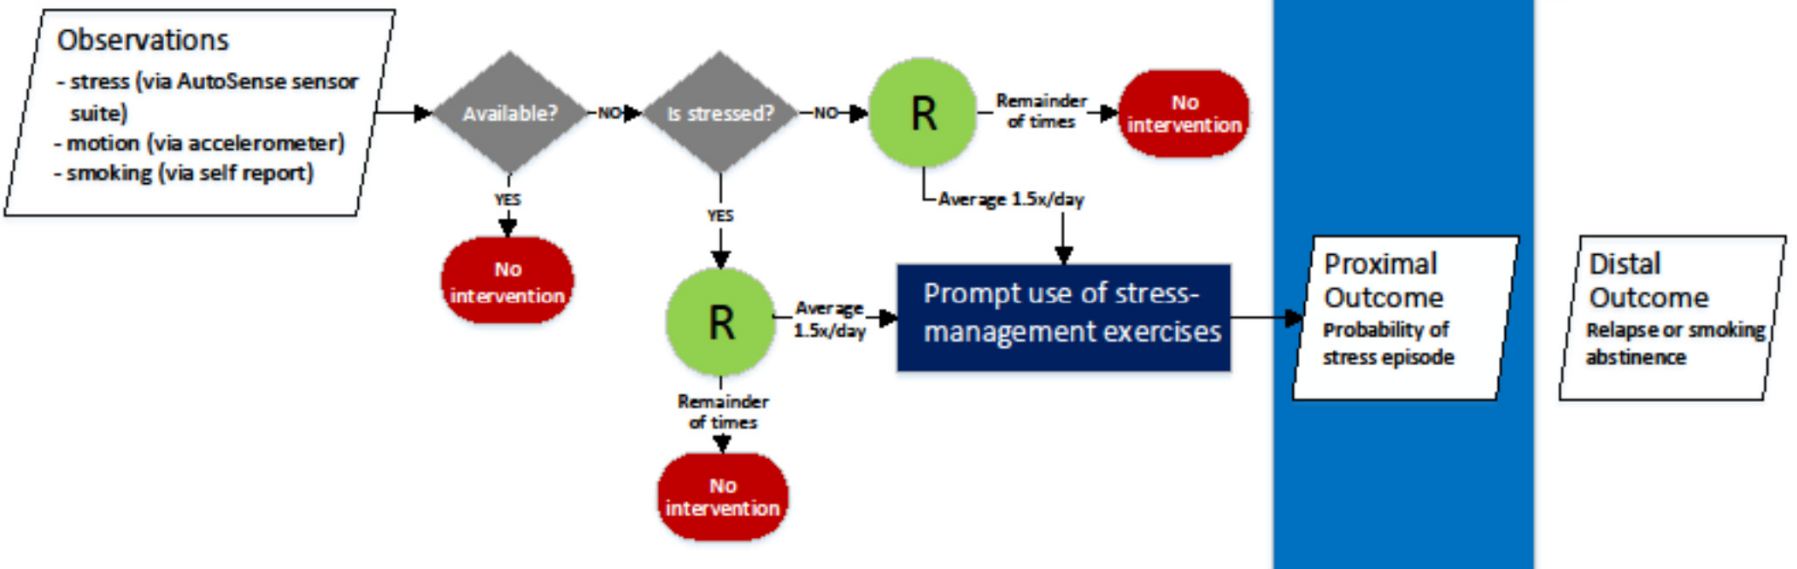 Observations
- stress (via AutoSense sensor
suite)
- motion (via accelerometer)
- smoking (via self report)
Available?
NO
Is stressed?
NO
R
Remainder
of times
No
intervention
YES
No
intervention
YES
Average 1.5x/day
R
Average
1.5x/day
Prompt use of stress-
management exercises
Remainder
of times
No
intervention
Proximal
Outcome
Probability of
stress episode
Distal
Outcome
Relapse or smoking
abstinence